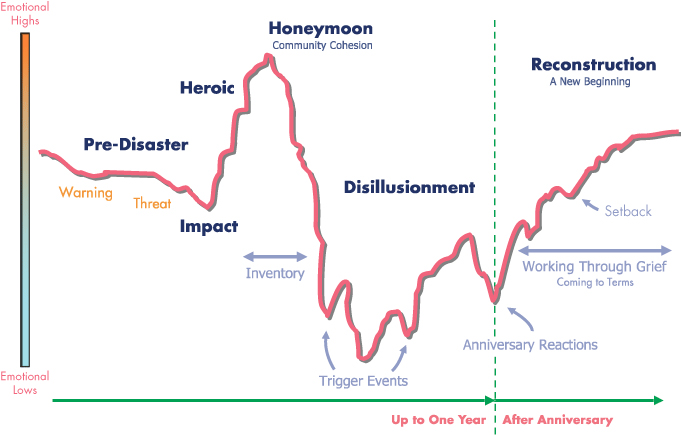 Emotional
Highs
Honeymoon
Community Cohesion
Reconstruction
A New Beginning
Heroic
Pre-Disaster
Warning
Threat
Disillusionment
Setback
Impact
Inventory
Working Through Grief
Coming to Terms
Anniversary Reactions
Trigger Events
Emotional
Lows
Up to One Year
After Anniversary